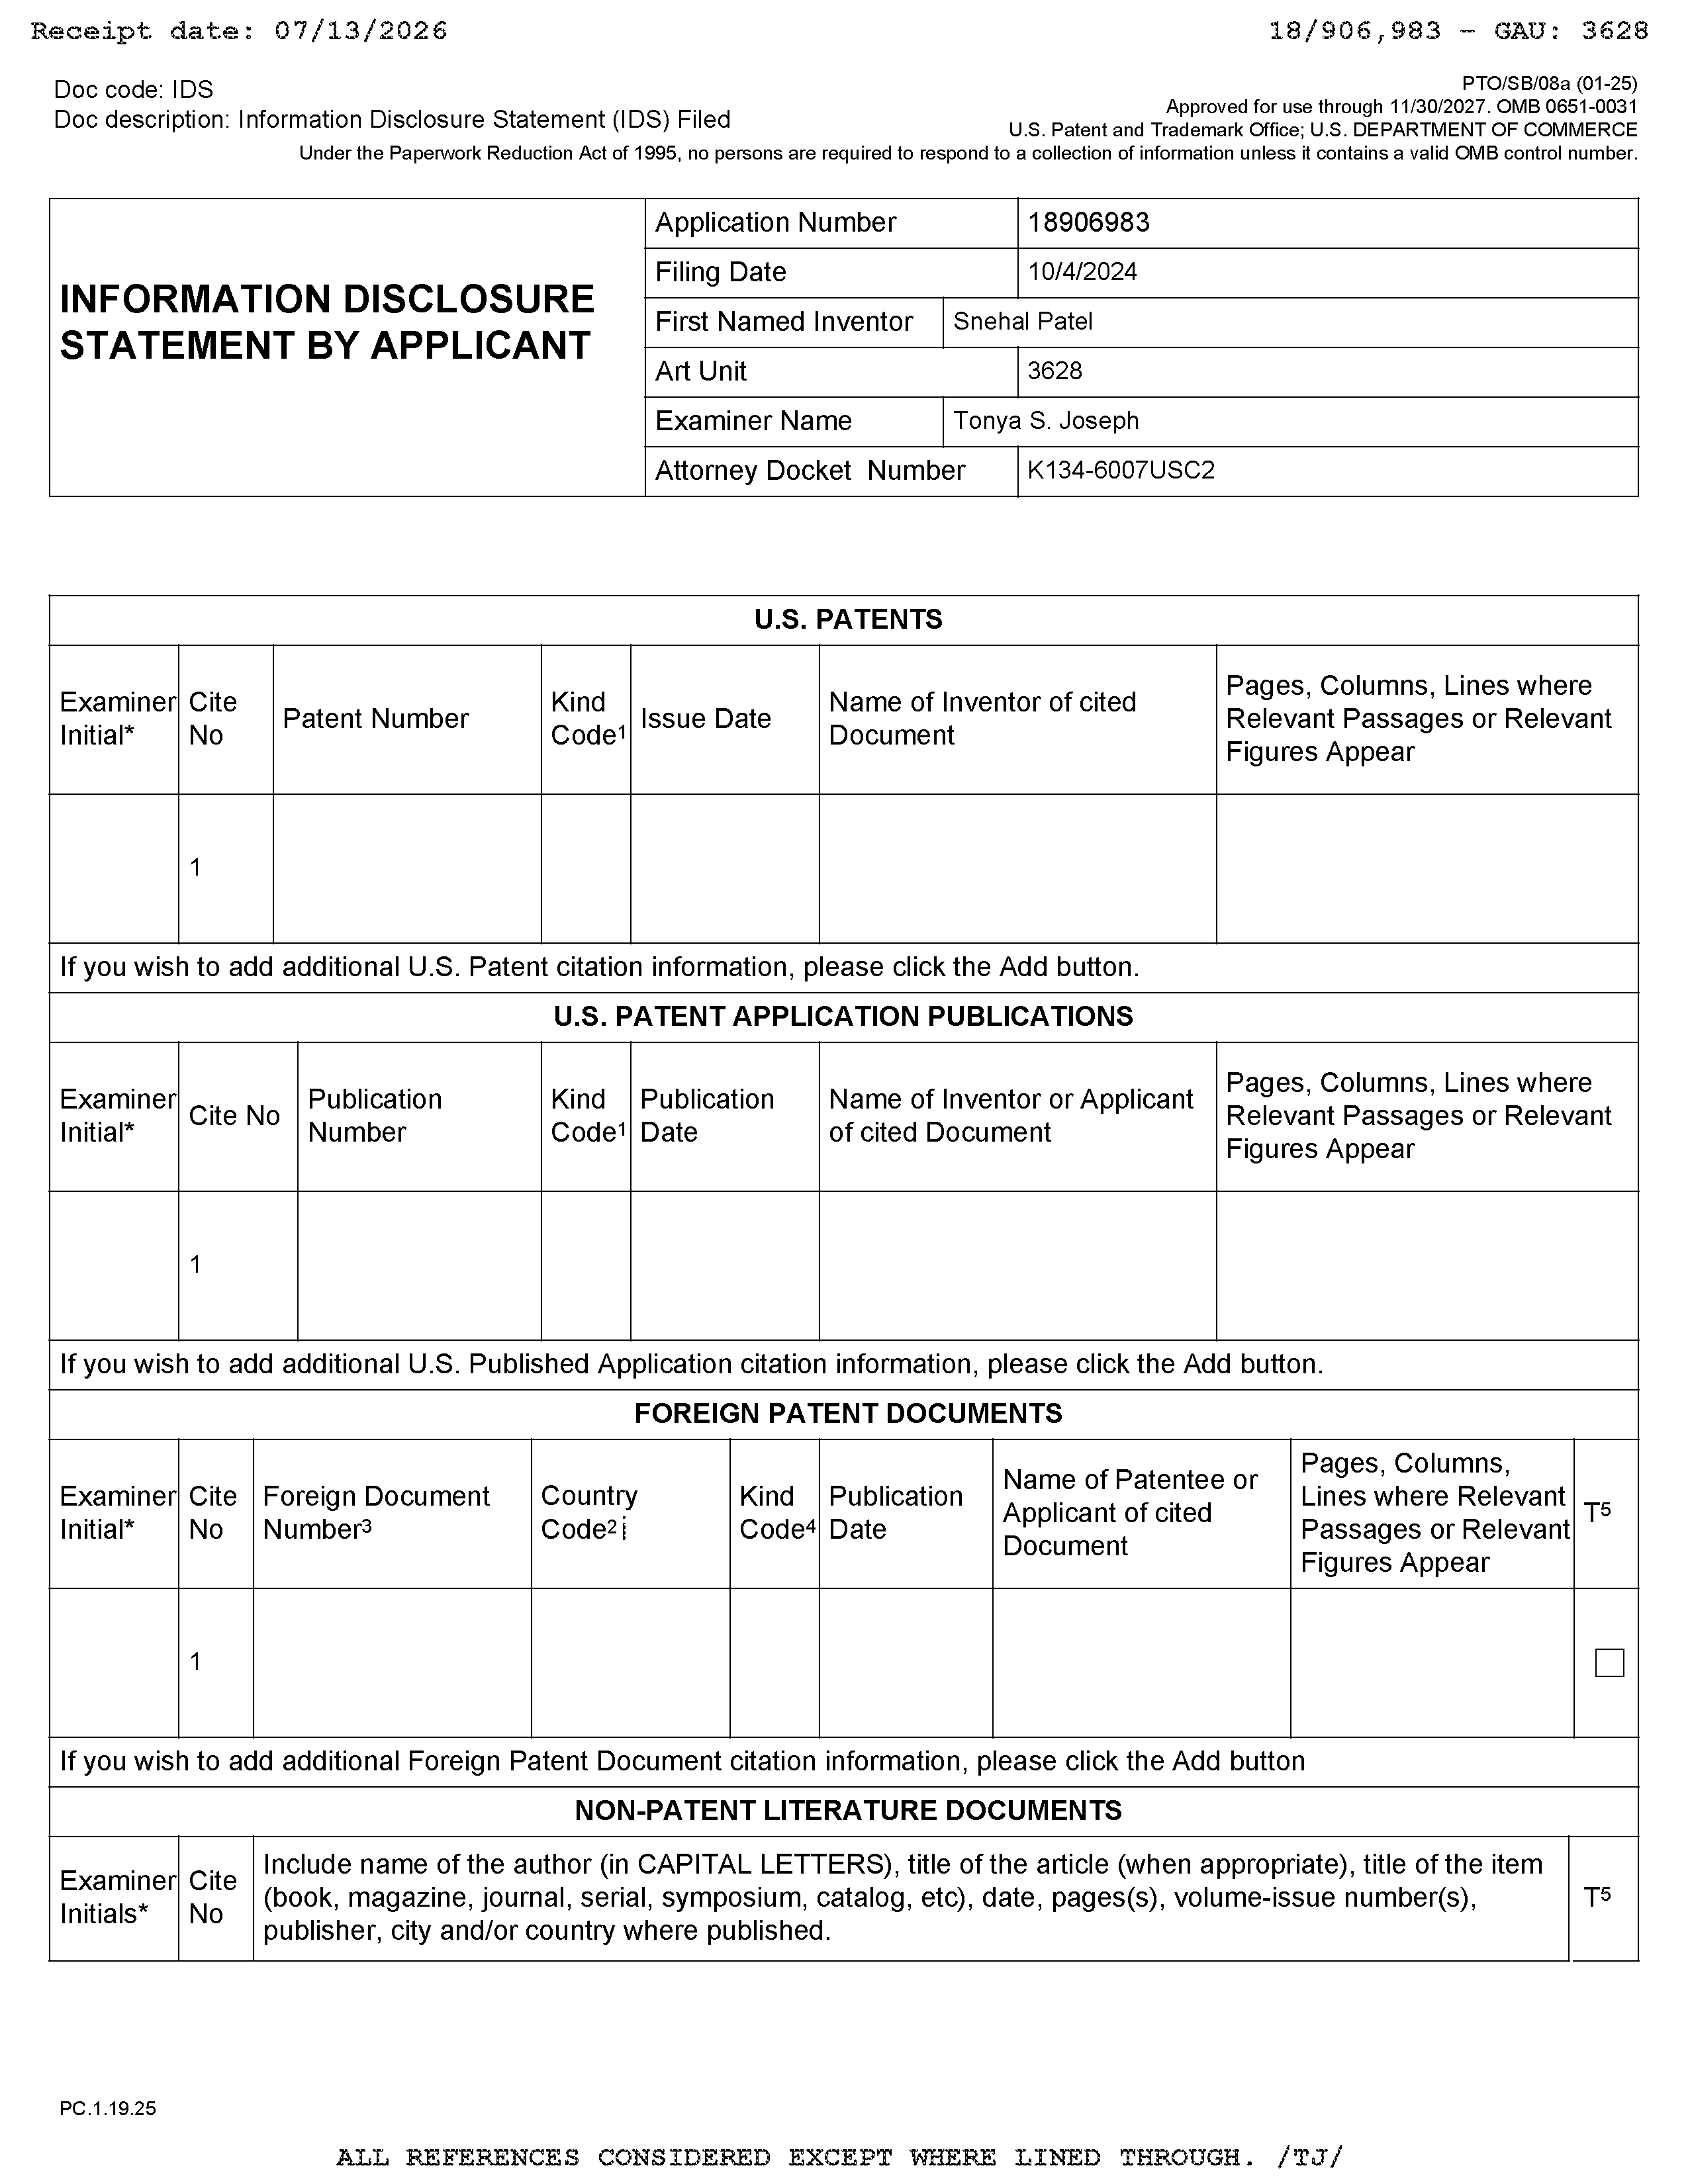 Receipt date: 07/13/2026
18/906,983 - GAU: 3628
Doc code: IDS
Doc description: Information Disclosure Statement (IDS) Filed
PTO/SB/08a (01-25)
Approved for use through 11/30/2027. OMB 0651-0031
U.S. Patent and Trademark Office; U.S. DEPARTMENT OF COMMERCE
Under the Paperwork Reduction Act of 1995, no persons are required to respond to a collection of information unless it contains a valid OMB control number.
INFORMATION DISCLOSURE
STATEMENT BY APPLICANT
Application Number 18906983
Filing Date 10/4/2024
First Named Inventor Snehal Patel
Art Unit 3628
Examiner Name Tonya S. Joseph
Attorney Docket Number K134-6007USC2
U.S. PATENTS
Examiner
Initial*
Cite
No
Patent Number
Kind
Code1
Issue Date
Name of Inventor of cited
Document
Pages, Columns, Lines where
Relevant Passages or Relevant
Figures Appear
1
If you wish to add additional U.S. Patent citation information, please click the Add button.
U.S. PATENT APPLICATION PUBLICATIONS
Examiner
Initial*
Cite No
Publication
Number
Kind
Code1
Publication
Date
Name of Inventor or Applicant
of cited Document
Pages, Columns, Lines where
Relevant Passages or Relevant
Figures Appear
1
If you wish to add additional U.S. Published Application citation information, please click the Add button.
FOREIGN PATENT DOCUMENTS
Examiner
Initial*
Cite
No
Foreign Document
Number3
Country
Code2 i
Kind
Code4
Publication
Date
Name of Patentee or
Applicant of cited
Document
Pages, Columns,
Lines where Relevant
Passages or Relevant
Figures Appear
T5
1
If you wish to add additional Foreign Patent Document citation information, please click the Add button
NON-PATENT LITERATURE DOCUMENTS
Examiner
Initials*
Cite
No
Include name of the author (in CAPITAL LETTERS), title of the article (when appropriate), title of the item
(book, magazine, journal, serial, symposium, catalog, etc), date, pages(s), volume-issue number(s),
publisher, city and/or country where published.
T5
PC.1.19.25
ALL REFERENCES CONSIDERED EXCEPT WHERE LINED THROUGH. /TJ/